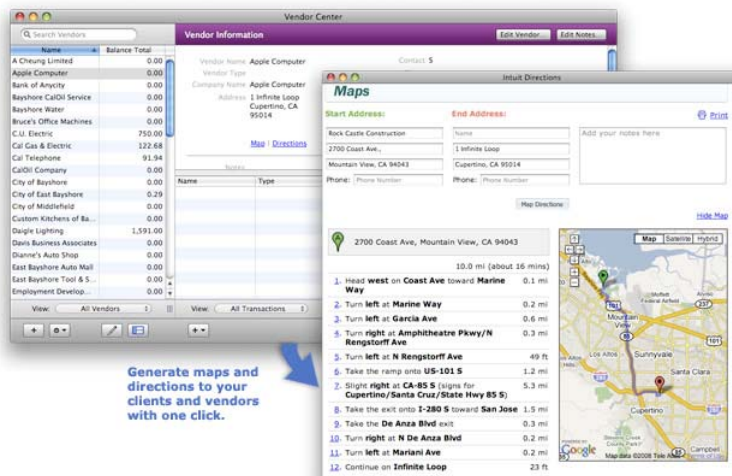 Vendor Center
Search Vendors
Name Balance Total
A Cheung Limited 0.00
Apple Computer 0.00
Bank of Anycity 0.00
Bayshore CalOil Service 0.00
Bayshore Water 0.00
Bruce's Office Machines 0.00
C.U. Electric 750.00
Cal Gas & Electric 122.68
Cal Telephone 91.94
CalOil Company 0.00
City of Bayshore 0.00
City of East Bayshore 0.29
City of Middlefield 0.00
Custom Kitchens of Ba... 0.00
Daigle Lighting 1,591.00
Davis Business Associates 0.00
Dianne's Auto Shop 0.00
East Bayshore Auto Mall 0.00
East Bayshore Tool & S... 0.00
Employment Develop... 0.00
View: All Vendors
Vendor Information
Edit Vendor... Edit Notes...
Vendor Name Apple Computer
Contact S
Vendor Type
Company Name Apple Computer
Address 1 Infinite Loop
Cupertino, CA
95014
Map | Directions
Notes
Name Type
View: All Transactions
Intuit Directions
Maps
Start Address: End Address: Print
Rock Castle Construction Name Add your notes here
2700 Coast Ave., 1 Infinite Loop
Mountain View, CA 94043 Cupertino, CA 95014
Phone: Phone Number Phone: Phone Number
Map Directions
Hide Map
A 2700 Coast Ave, Mountain View, CA 94043
10.0 mi (about 16 mins)
1. Head west on Coast Ave toward Marine Way 0.1 mi
2. Turn left at Marine Way 0.2 mi
3. Turn left at Garcia Ave 0.6 mi
4. Turn right at Amphitheatre Pkwy/N Rengstorff Ave 0.3 mi
5. Turn left at N Rengstorff Ave 49 ft
6. Take the ramp onto US-101 S 1.2 mi
7. Slight right at CA-85 S (signs for Cupertino/Santa Cruz/State Hwy 85 S) 5.3 mi
8. Take the exit onto I-280 S toward San Jose 1.5 mi
9. Take the De Anza Blvd exit 0.3 mi
10. Turn right at N De Anza Blvd 0.2 mi
11. Turn left at Mariani Ave 0.2 mi
12. Continue on Infinite Loop 23 ft
Map Satellite Hybrid
Moffett
Federal Airfield
237
101
Mountain
View
Los Altos
Sunnyvale
101
Santa Clara
Cupertino
85
Campbell
Google
Map data ©2008 Tele Atlas
Generate maps and
directions to your
clients and vendors
with one click.